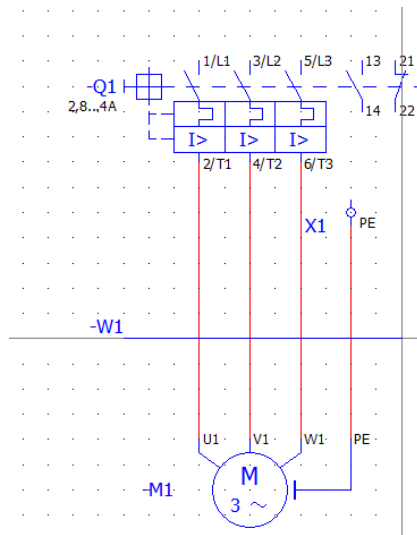 1/L1 3/L2 5/L3 13 21
-Q1
2,8...4A
14 22
I> I> I>
2/T1 4/T2 6/T3
X1 PE
-W1
U1 V1 W1 PE
M
-M1
3 ~